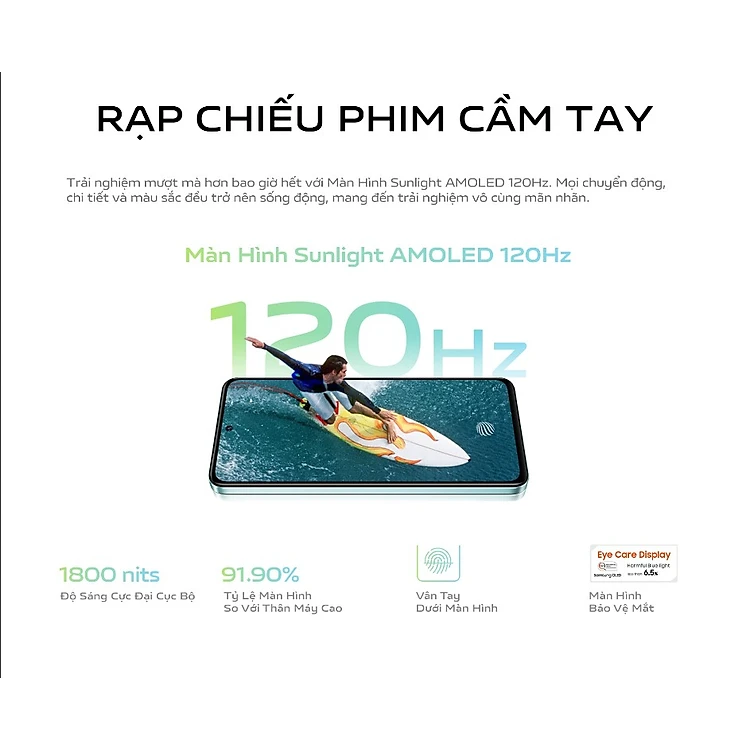 RẠP CHIẾU PHIM CẦM TAY
Trải nghiệm mượt mà hơn bao giờ hết với Màn Hình Sunlight AMOLED 120Hz. Mọi chuyển động,
chi tiết và màu sắc đều trở nên sống động, mang đến trải nghiệm vô cùng mãn nhãn.
Màn Hình Sunlight AMOLED 120Hz
120Hz
1800 nits
Độ Sáng Cực Đại Cục Bộ
91.90%
Tỷ Lệ Màn Hình
So Với Thân Máy Cao
Vân Tay
Dưới Màn Hình
Eye Care Display
Samsung OLED
Harmful Blue light
less than 6.5%
Màn Hình
Bảo Vệ Mắt